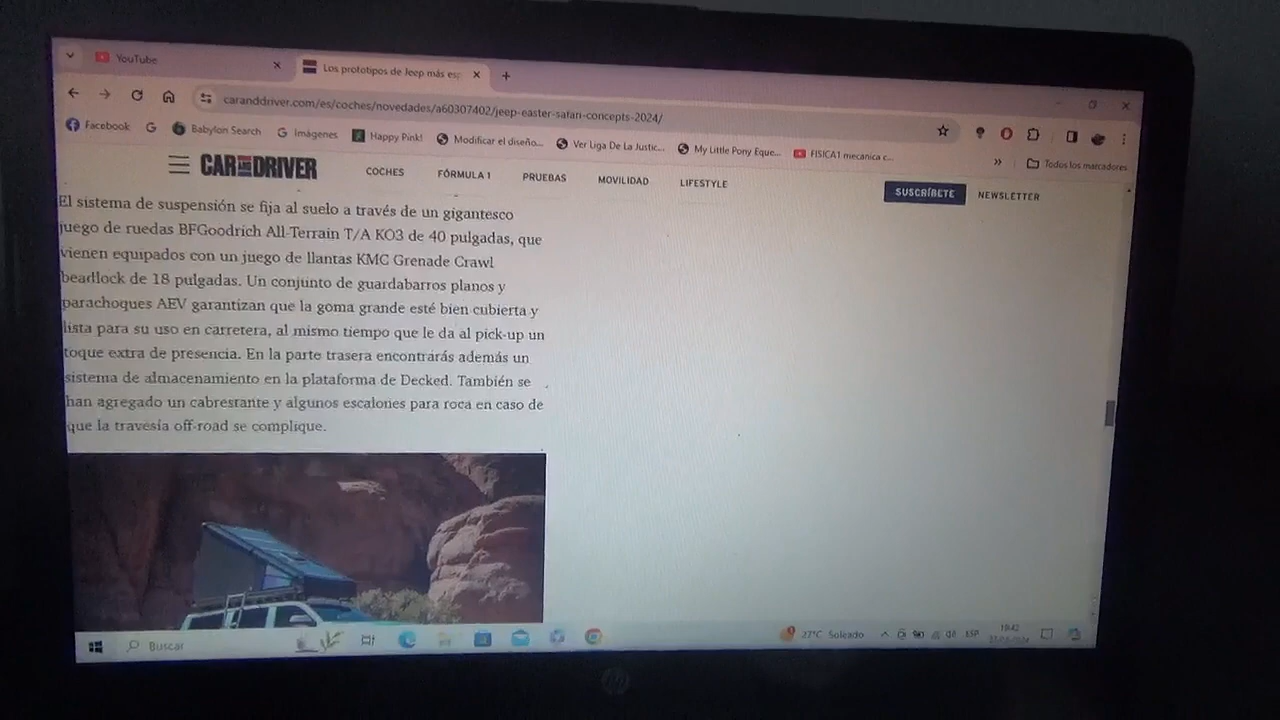 YouTube
Los prototipos de Jeep más esp
caranddriver.com/es/coches/novedades/a60307402/jeep-easter-safari-concepts-2024/
Facebook
Babylon Search
Imágenes
Happy Pink!
Modificar el diseño...
Ver Liga De La Justic...
My Little Pony Eque...
FISICA1 mecanica c...
Todos los marcadores
CAR AND DRIVER
COCHES
FÓRMULA 1
PRUEBAS
MOVILIDAD
LIFESTYLE
SUSCRÍBETE
NEWSLETTER
El sistema de suspensión se fija al suelo a través de un gigantesco
juego de ruedas BFGoodrich All-Terrain T/A KO3 de 40 pulgadas, que
vienen equipados con un juego de llantas KMC Grenade Crawl
beadlock de 18 pulgadas. Un conjunto de guardabarros planos y
parachoques AEV garantizan que la goma grande esté bien cubierta y
lista para su uso en carretera, al mismo tiempo que le da al pick-up un
toque extra de presencia. En la parte trasera encontrarás además un
sistema de almacenamiento en la plataforma de Decked. También se
han agregado un cabrestante y algunos escalones para roca en caso de
que la travesía off-road se complique.
Buscar
27°C Soleado
ESP
18:42
hp